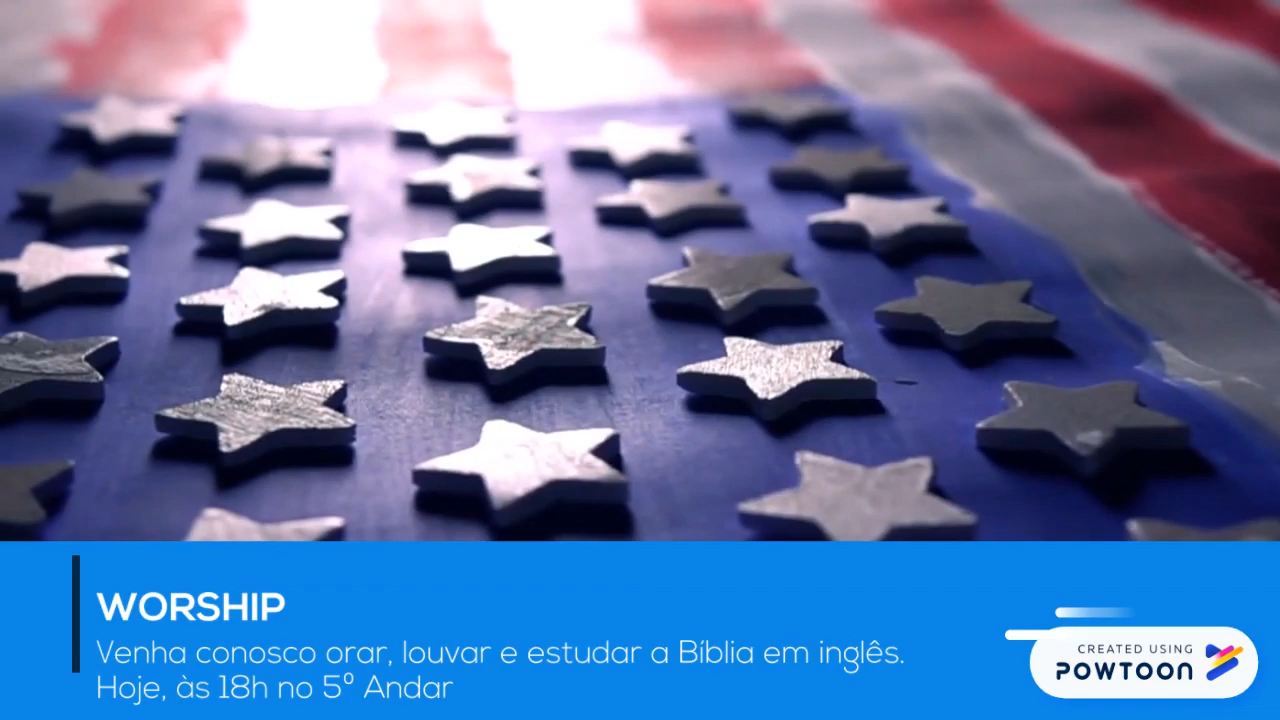 WORSHIP
Venha conosco orar, louvar e estudar a Bíblia em inglês.
Hoje, às 18h no 5º Andar
CREATED USING
POWTOON